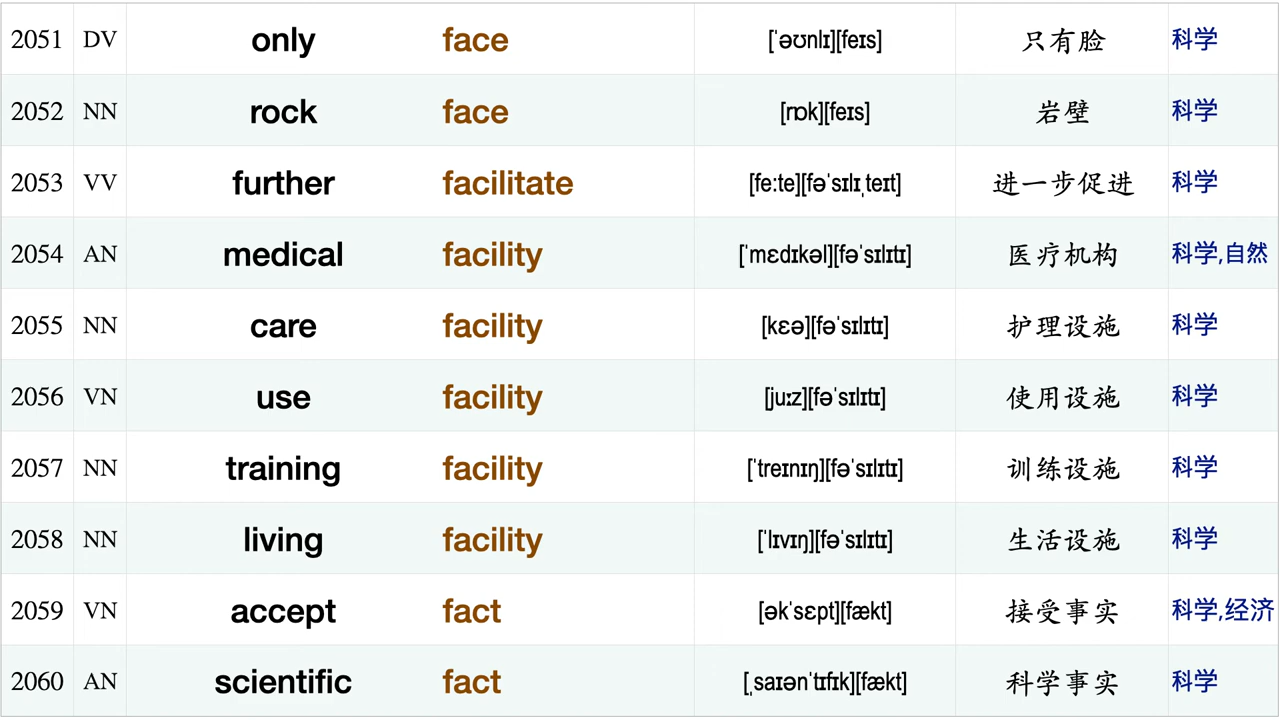 2051 DV only face [ˈəʊnlɪ][feɪs] 只有脸 科学
2052 NN rock face [rɒk][feɪs] 岩壁 科学
2053 VV further facilitate [fe:te][fəˈsɪlɪˌteɪt] 进一步促进 科学
2054 AN medical facility [ˈmɛdɪkəl][fəˈsɪlɪtɪ] 医疗机构 科学,自然
2055 NN care facility [kɛə][fəˈsɪlɪtɪ] 护理设施 科学
2056 VN use facility [juːz][fəˈsɪlɪtɪ] 使用设施 科学
2057 NN training facility [ˈtreɪnɪŋ][fəˈsɪlɪtɪ] 训练设施 科学
2058 NN living facility [ˈlɪvɪŋ][fəˈsɪlɪtɪ] 生活设施 科学
2059 VN accept fact [əkˈsɛpt][fækt] 接受事实 科学,经济
2060 AN scientific fact [ˌsaɪənˈtɪfɪk][fækt] 科学事实 科学